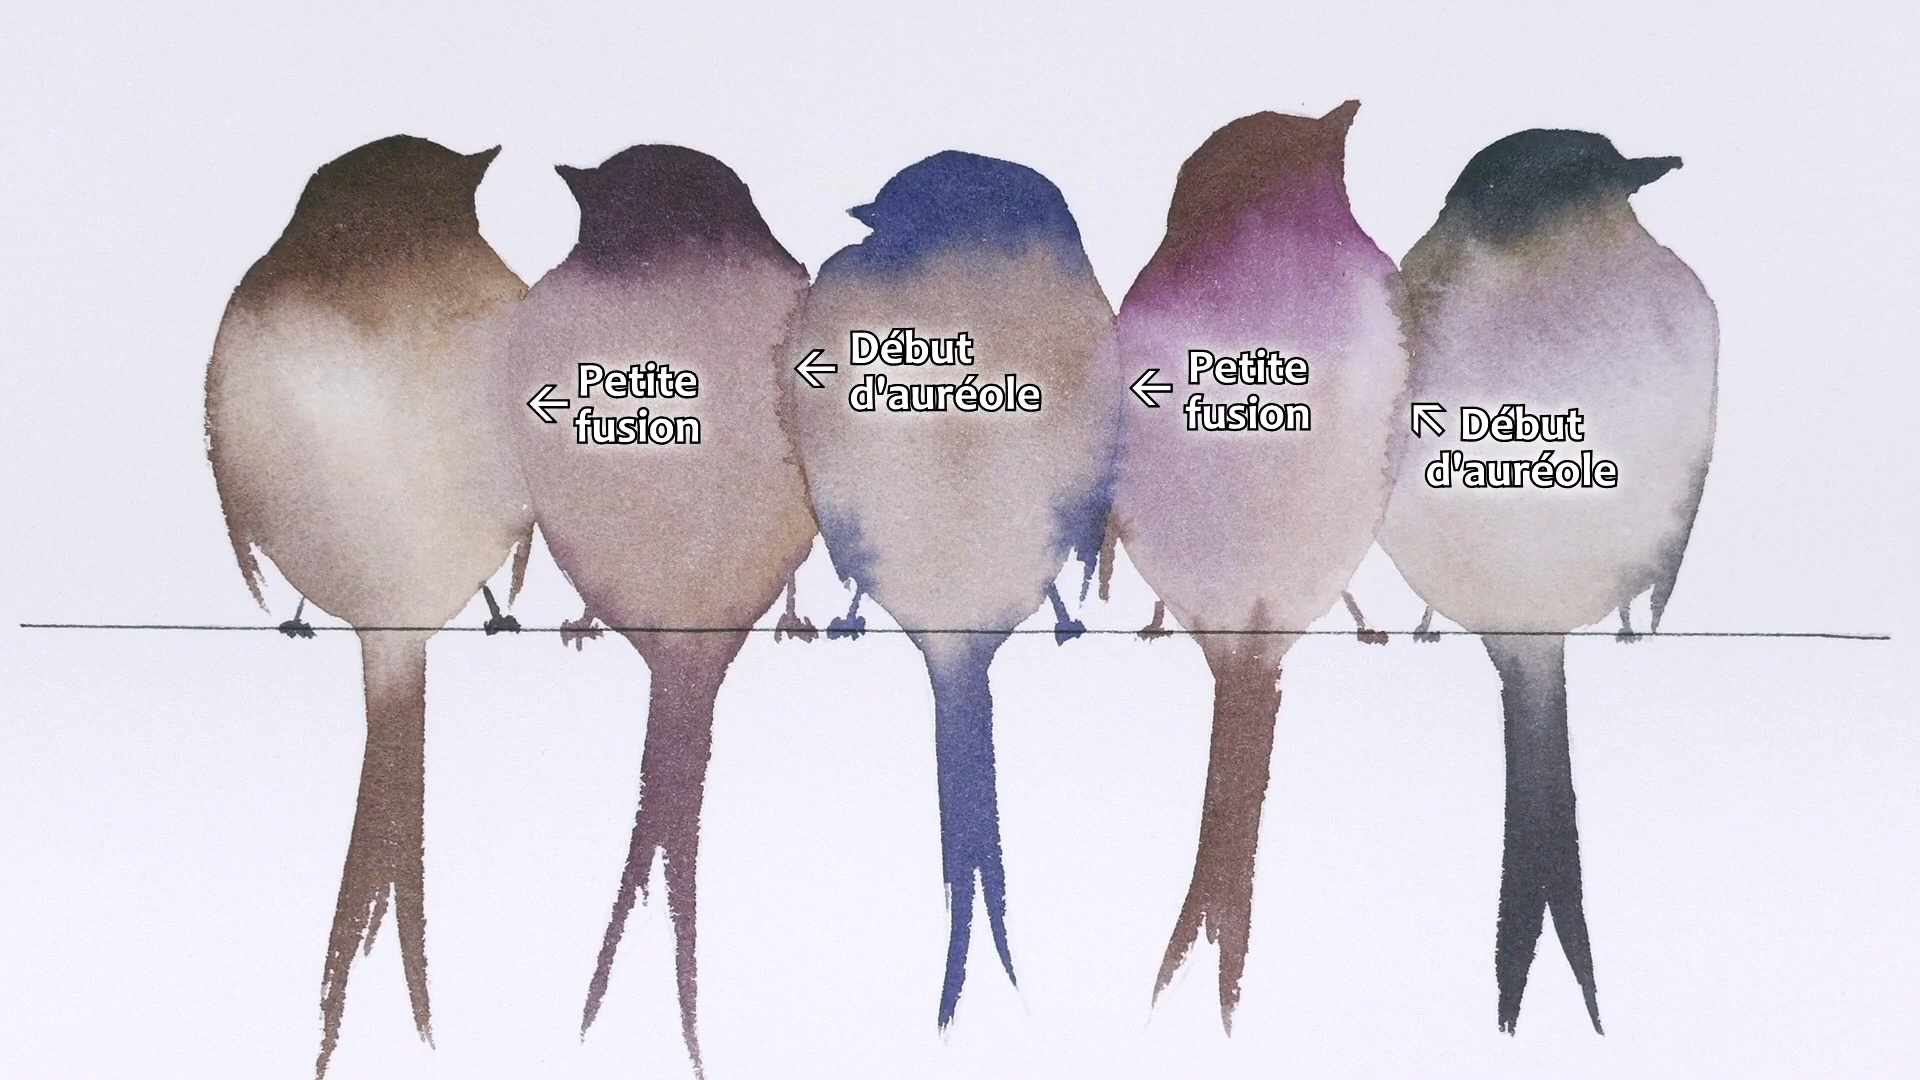 ← Petite
fusion
← Début
d'auréole
← Petite
fusion
↖ Début
d'auréole